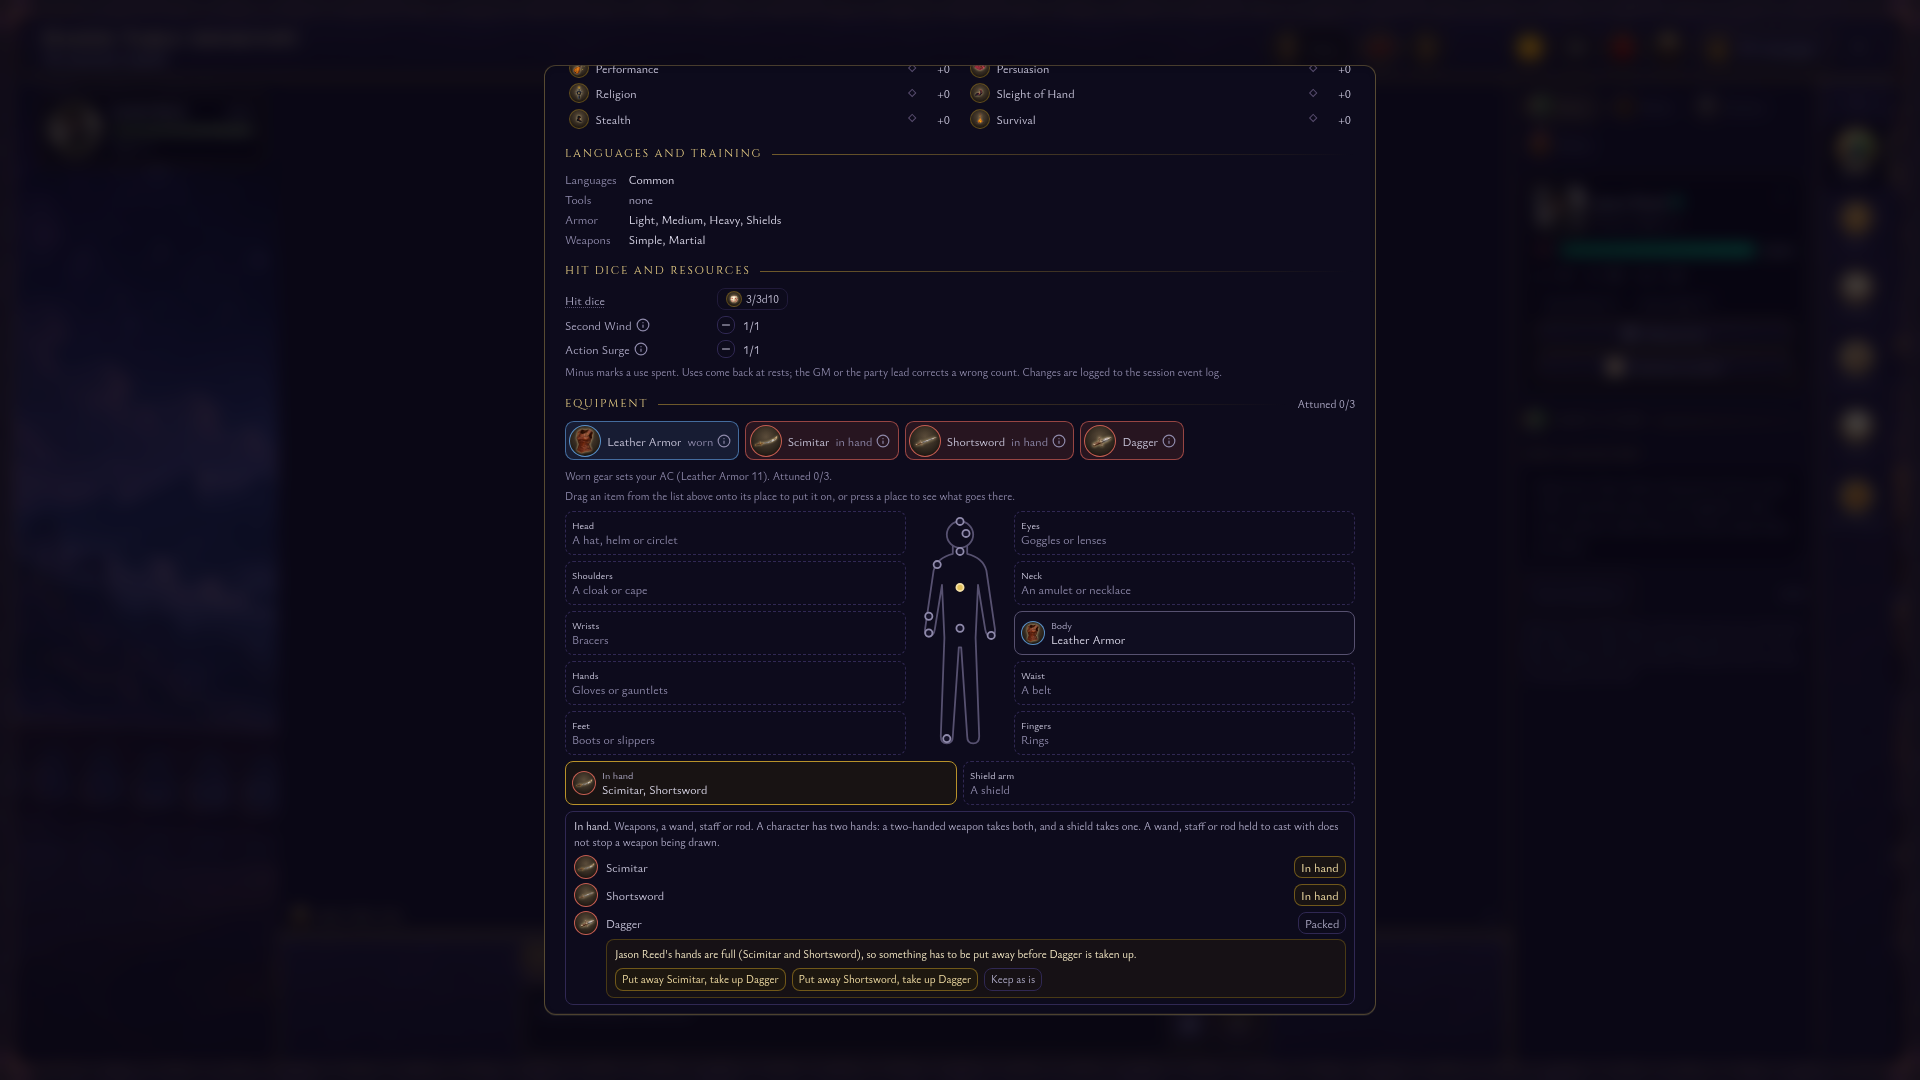 Performance +0 Persuasion +0
Religion +0 Sleight of Hand +0
Stealth +0 Survival +0
LANGUAGES AND TRAINING
Languages Common
Tools none
Armor Light, Medium, Heavy, Shields
Weapons Simple, Martial
HIT DICE AND RESOURCES
Hit dice 3/3d10
Second Wind 1/1
Action Surge 1/1
Minus marks a use spent. Uses come back at rests; the GM or the party lead corrects a wrong count. Changes are logged to the session event log.
EQUIPMENT Attuned 0/3
Leather Armor worn Scimitar in hand Shortsword in hand Dagger
Worn gear sets your AC (Leather Armor 11). Attuned 0/3.
Drag an item from the list above onto its place to put it on, or press a place to see what goes there.
Head
A hat, helm or circlet
Eyes
Goggles or lenses
Shoulders
A cloak or cape
Neck
An amulet or necklace
Wrists
Bracers
Body
Leather Armor
Hands
Gloves or gauntlets
Waist
A belt
Feet
Boots or slippers
Fingers
Rings
In hand
Scimitar, Shortsword
Shield arm
A shield
In hand. Weapons, a wand, staff or rod. A character has two hands: a two-handed weapon takes both, and a shield takes one. A wand, staff or rod held to cast with does
not stop a weapon being drawn.
Scimitar In hand
Shortsword In hand
Dagger Packed
Jason Reed's hands are full (Scimitar and Shortsword), so something has to be put away before Dagger is taken up.
Put away Scimitar, take up Dagger Put away Shortsword, take up Dagger Keep as is